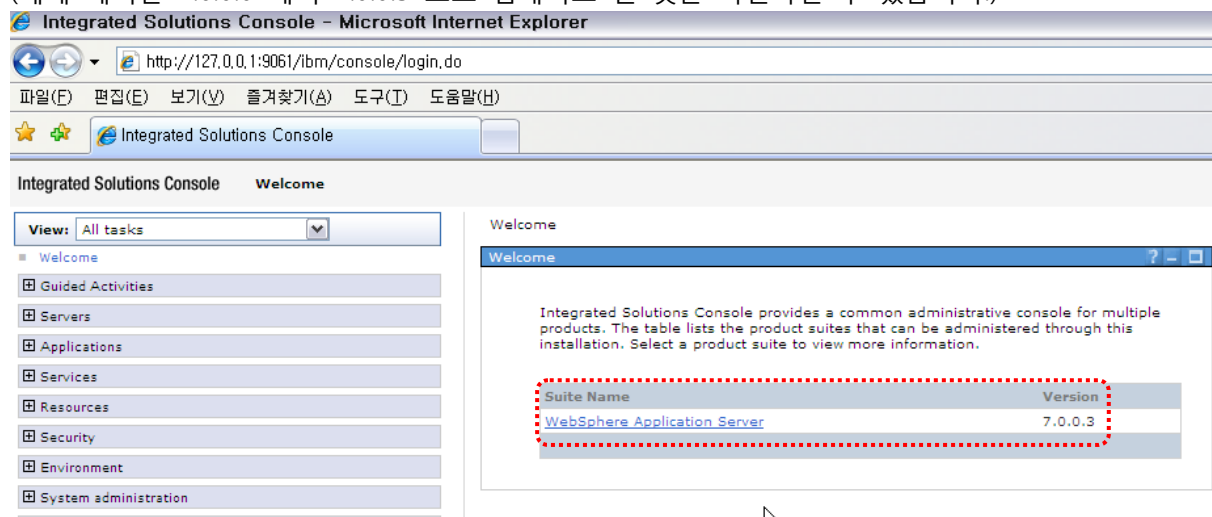 Integrated Solutions Console - Microsoft Internet Explorer
http://127.0.0.1:9061/ibm/console/login.do
파일(F) 편집(E) 보기(V) 즐겨찾기(A) 도구(T) 도움말(H)
Integrated Solutions Console
Integrated Solutions Console Welcome
View: All tasks
Welcome
Guided Activities
Servers
Applications
Services
Resources
Security
Environment
System administration
Welcome
Welcome
Integrated Solutions Console provides a common administrative console for multiple
products. The table lists the product suites that can be administered through this
installation. Select a product suite to view more information.
Suite Name Version
WebSphere Application Server 7.0.0.3